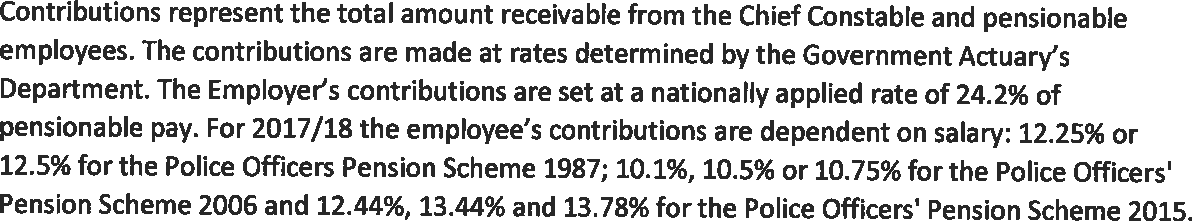 Contributions represent the total amount receivable from the Chief Constable and pensionable
employees. The contributions are made at rates determined by the Government Actuary's
Department. The Employer's contributions are set at a nationally applied rate of 24.2% of
pensionable pay. For 2017/18 the employee's contributions are dependent on salary: 12.25% or
12.5% for the Police Officers Pension Scheme 1987; 10.1%, 10.5% or 10.75% for the Police Officers'
Pension Scheme 2006 and 12.44%, 13.44% and 13.78% for the Police Officers' Pension Scheme 2015